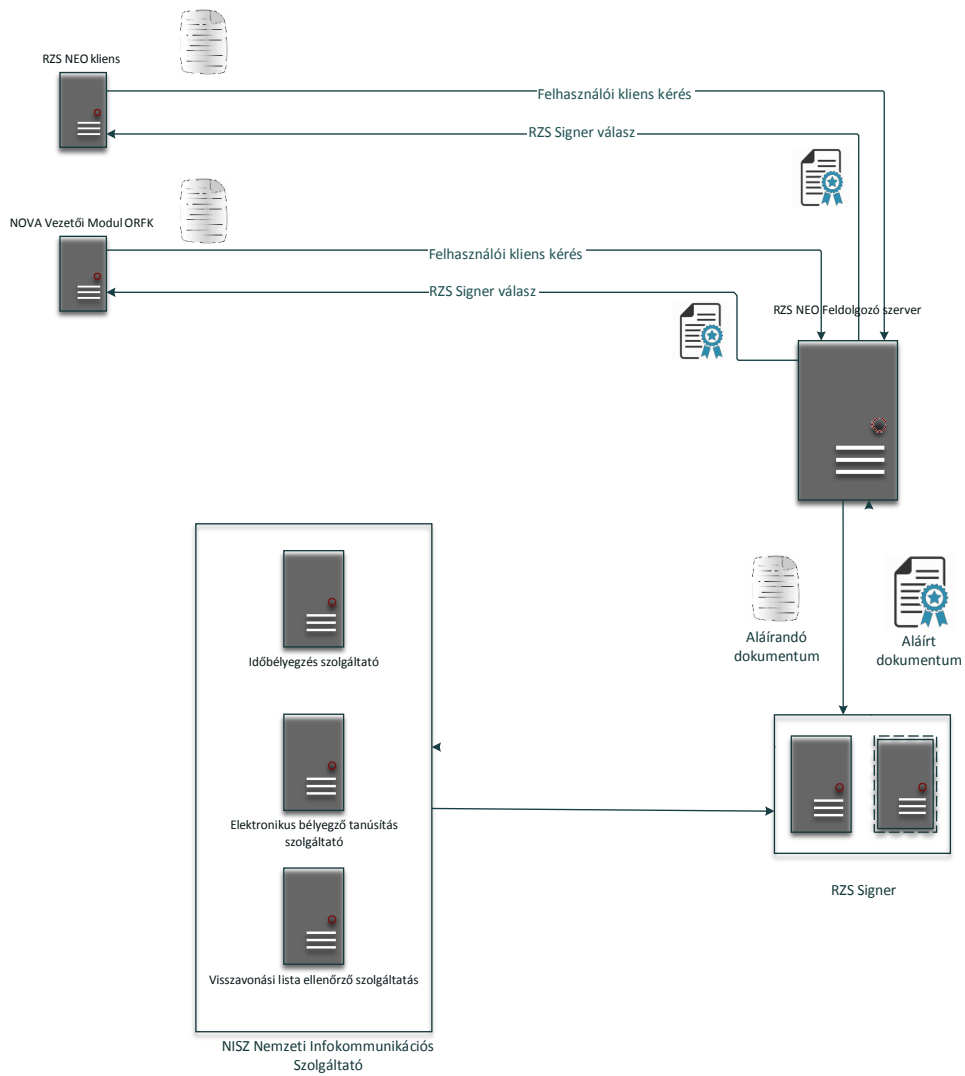 RZS NEO kliens
Felhasználói kliens kérés
RZS Signer válasz
NOVA Vezetői Modul ORFK
Felhasználói kliens kérés
RZS Signer válasz
RZS NEO Feldolgozó szerver
Aláírandó
dokumentum
Aláírt
dokumentum
Időbélyegzés szolgáltató
Elektronikus bélyegző tanúsítás
szolgáltató
RZS Signer
Visszavonási lista ellenőrző szolgáltatás
NISZ Nemzeti Infokommunikációs
Szolgáltató